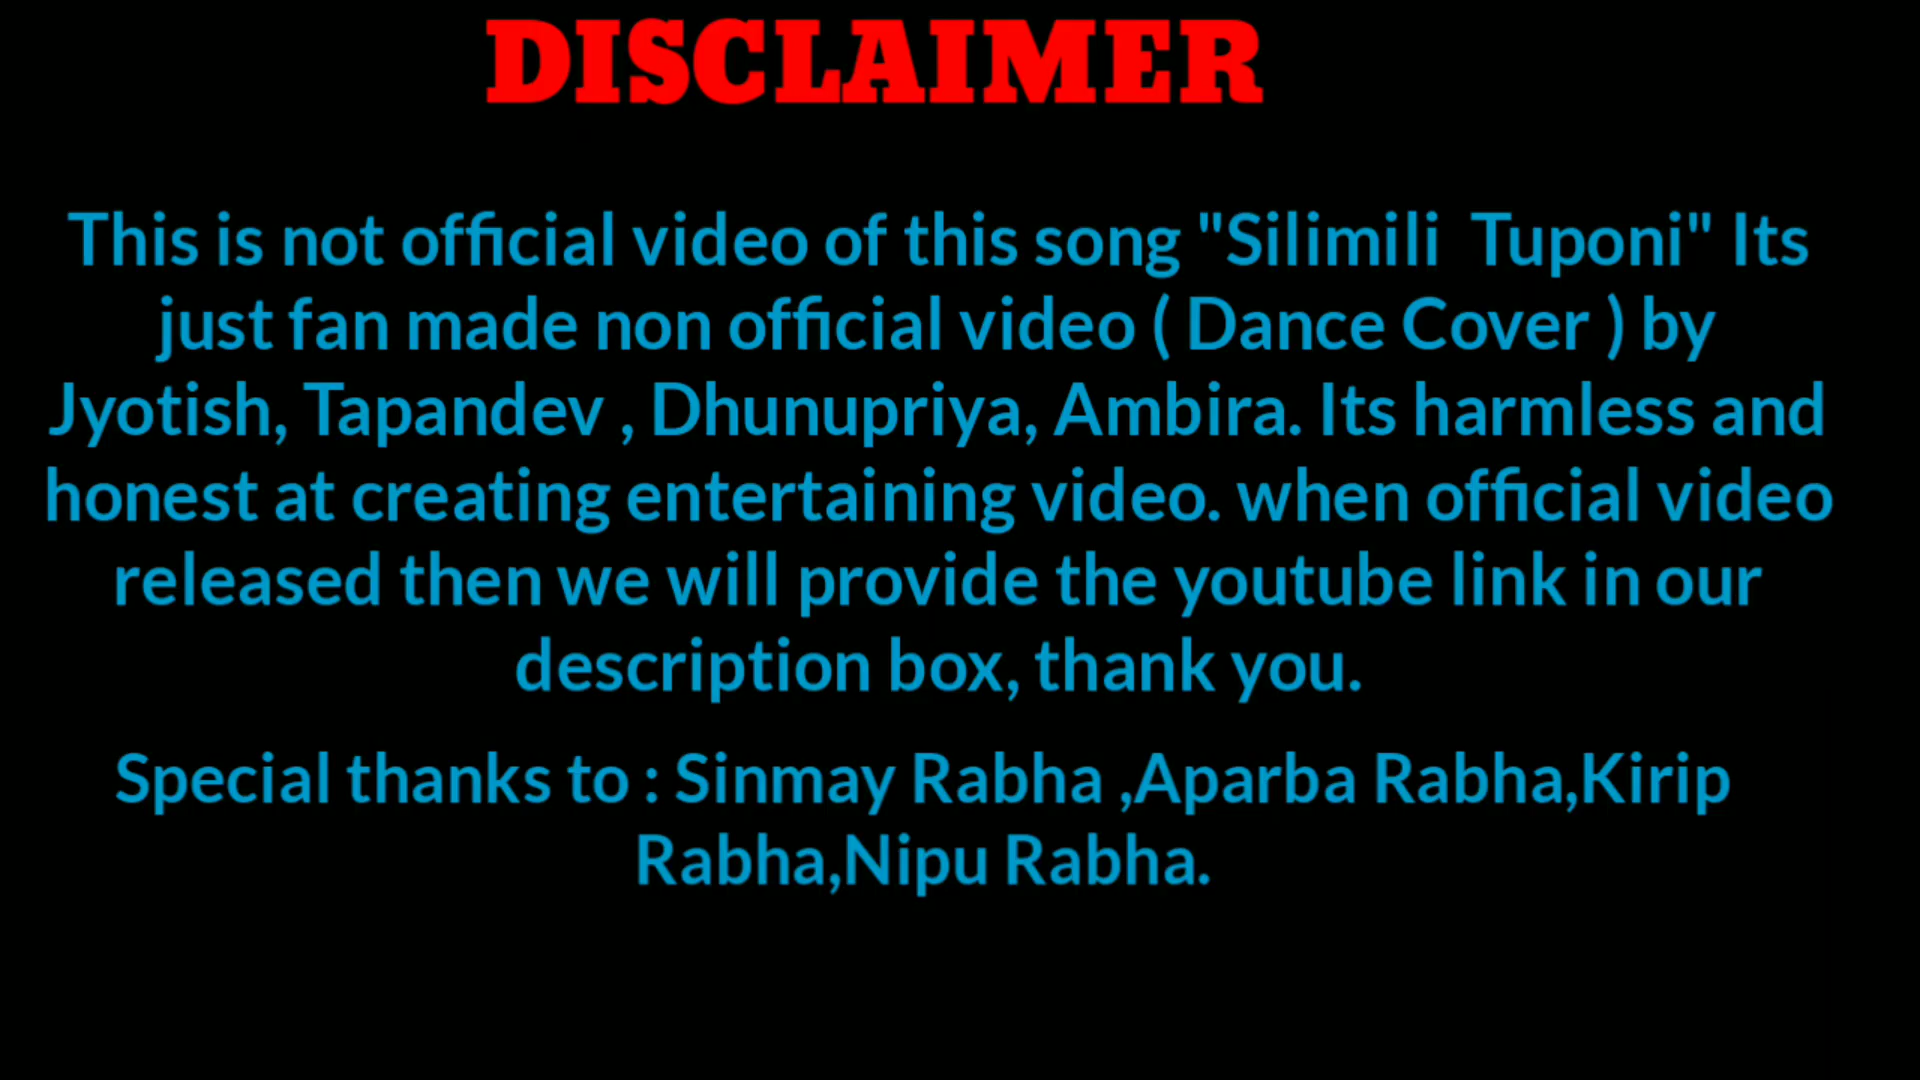 DISCLAIMER
This is not official video of this song "Silimili  Tuponi" Its
just fan made non official video ( Dance Cover ) by
Jyotish, Tapandev , Dhunupriya, Ambira. Its harmless and
honest at creating entertaining video. when official video
released then we will provide the youtube link in our
description box, thank you.
Special thanks to : Sinmay Rabha ,Aparba Rabha,Kirip
Rabha,Nipu Rabha.